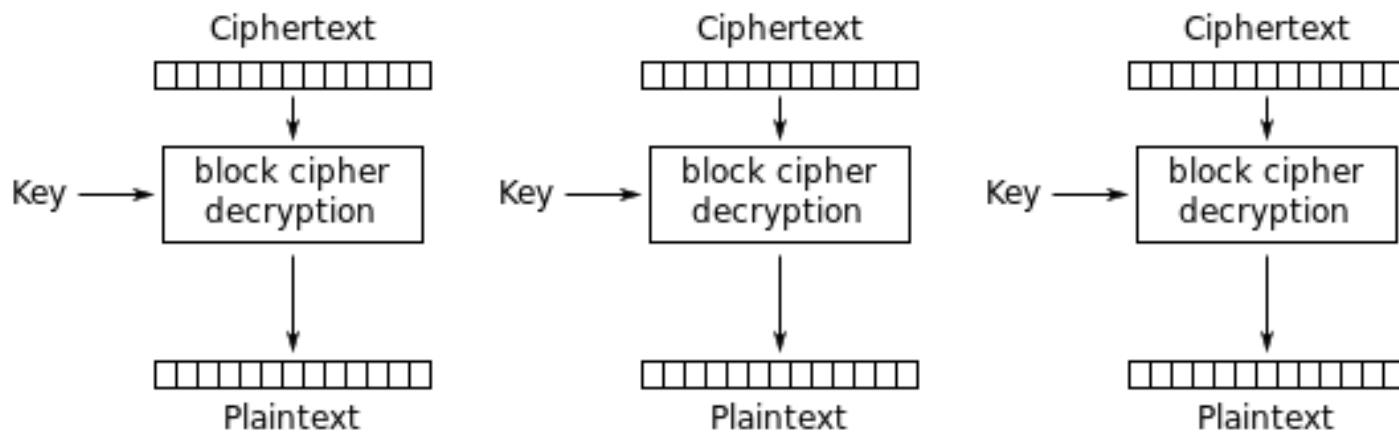 Ciphertext Ciphertext Ciphertext
Key block cipher decryption Key block cipher decryption Key block cipher decryption
Plaintext Plaintext Plaintext